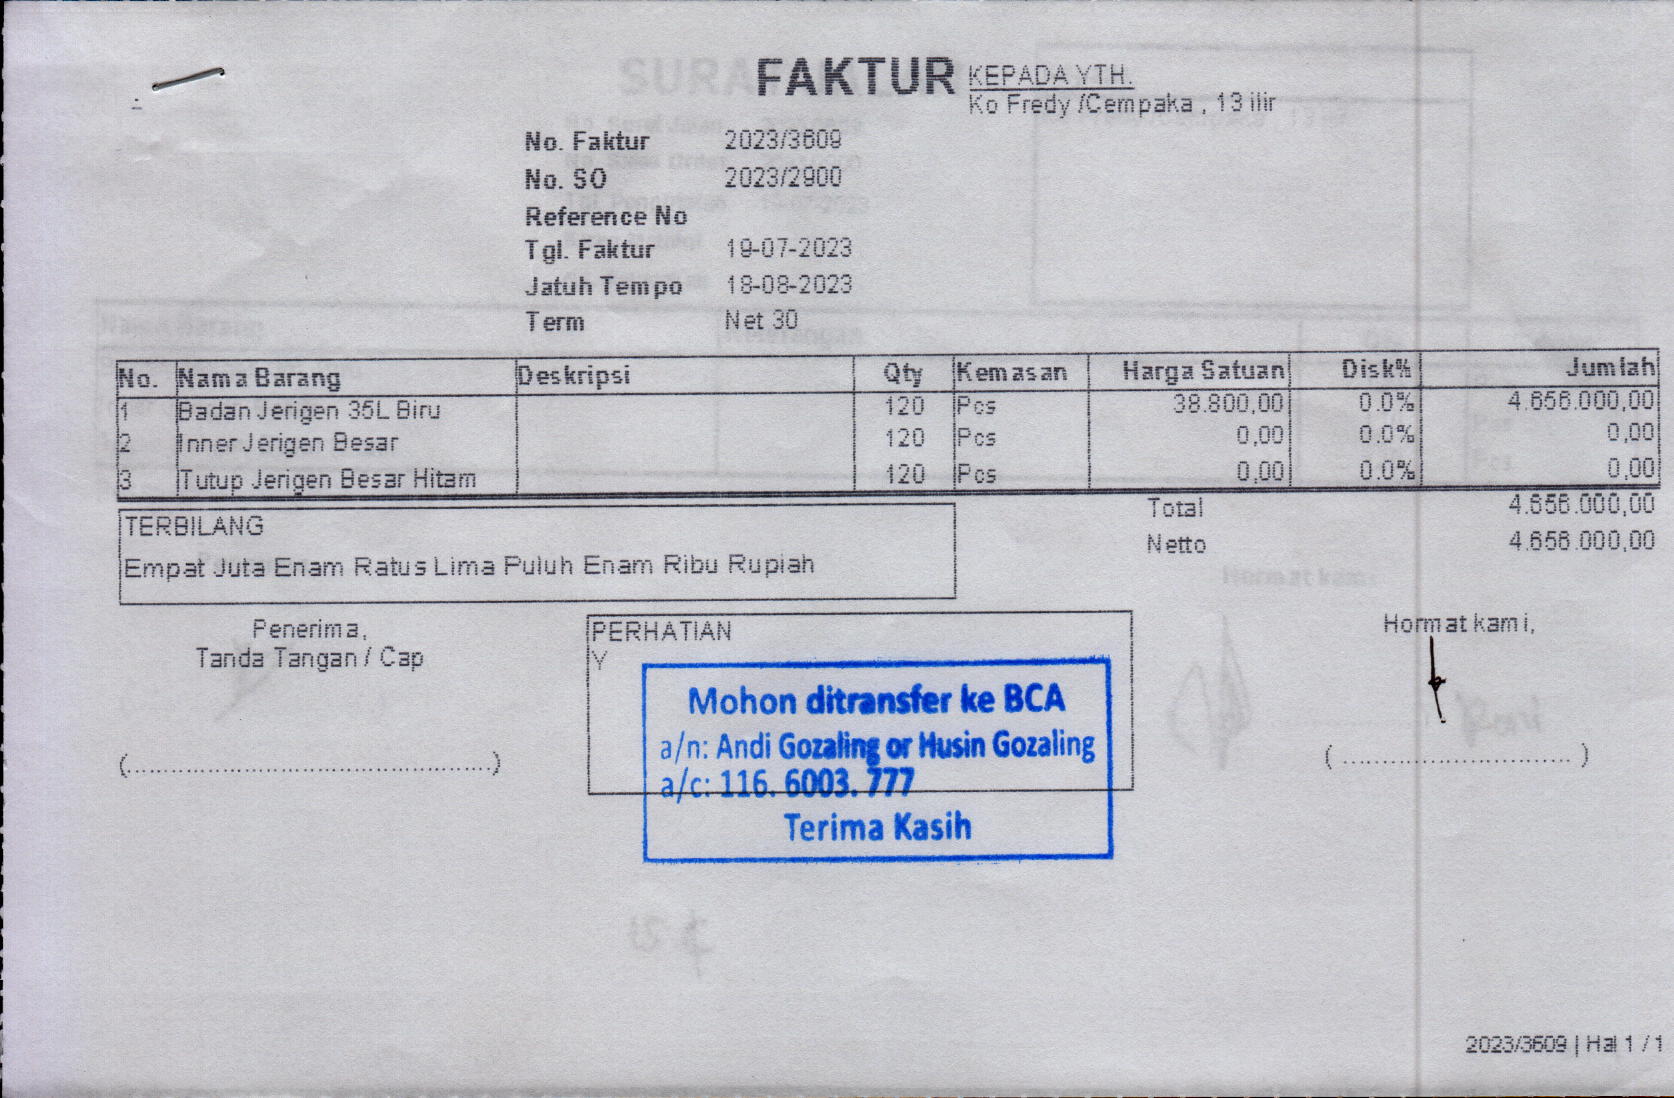 FAKTUR
KEPADA YTH.
Ko Fredy /Cempaka , 13 ilir
No. Faktur 2023/3609
No. SO 2023/2900
Reference No
Tgl. Faktur 19-07-2023
Jatuh Tempo 18-08-2023
Term Net 30
No. Nama Barang Deskripsi Qty Kemasan Harga Satuan Disk% Jumlah
1 Badan Jerigen 35L Biru 120 Pcs 38.800,00 0.0% 4.656.000,00
2 Inner Jerigen Besar 120 Pcs 0,00 0.0% 0,00
3 Tutup Jerigen Besar Hitam 120 Pcs 0,00 0.0% 0,00
Total 4.656.000,00
Netto 4.656.000,00
TERBILANG
Empat Juta Enam Ratus Lima Puluh Enam Ribu Rupiah
Penerima,
Tanda Tangan / Cap
(...............................................)
PERHATIAN
Y
Mohon ditransfer ke BCA
a/n: Andi Gozaling or Husin Gozaling
a/c: 116. 6003. 777
Terima Kasih
Hormat kami,
( ............................. )
2023/3609 | Hal 1 / 1